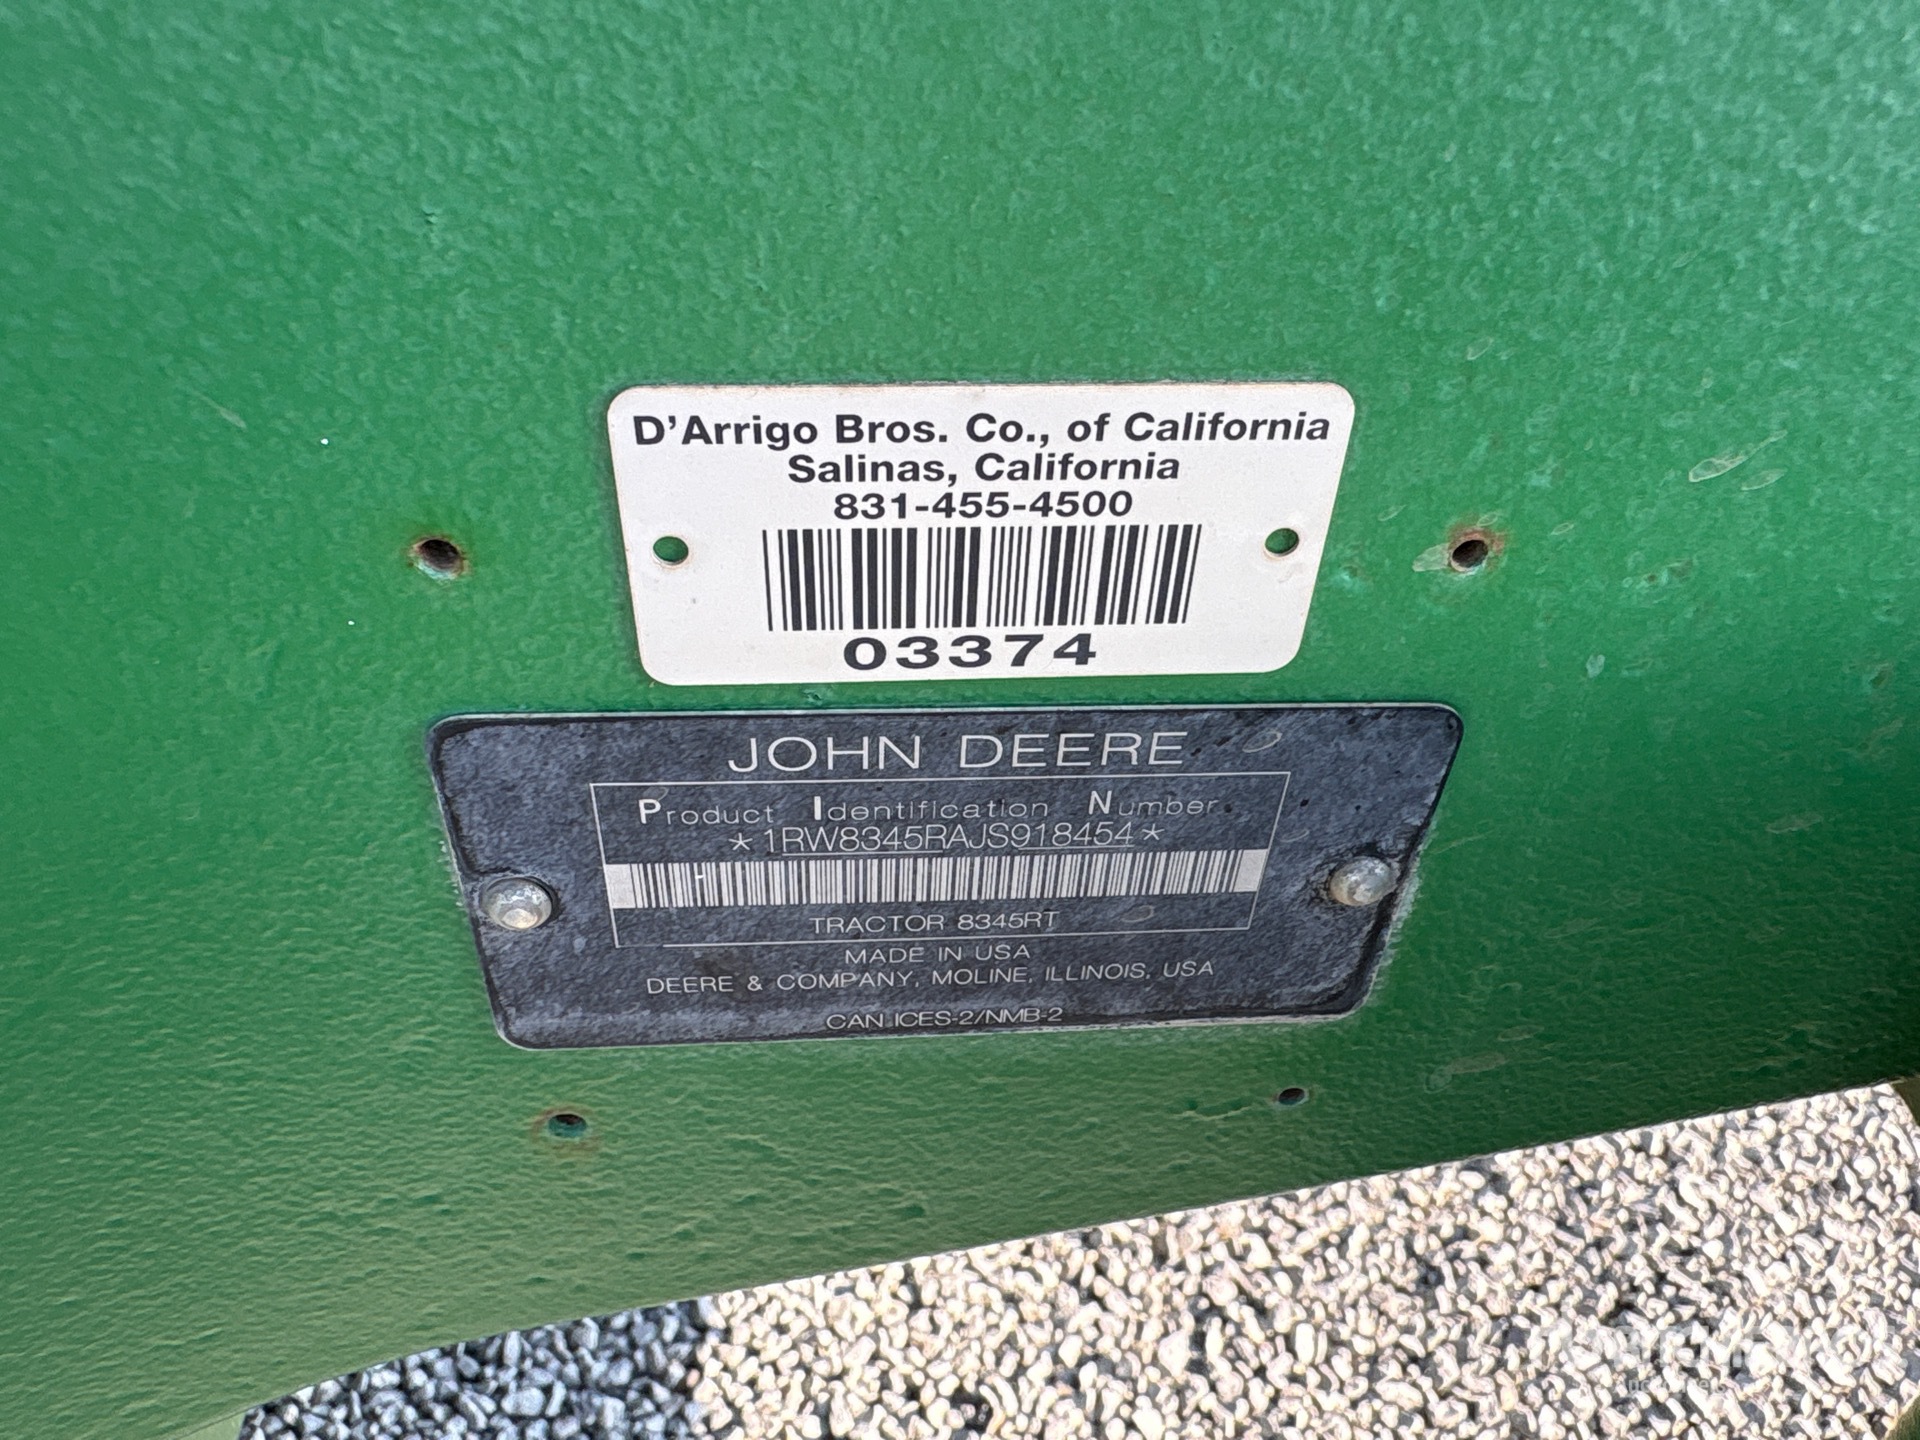 D'Arrigo Bros. Co., of California
Salinas, California
831-455-4500
03374
JOHN DEERE
Product Identification Number
*1RW8345RAJS918454*
TRACTOR 8345RT
MADE IN USA
DEERE & COMPANY, MOLINE, ILLINOIS, USA
CAN ICES-2/NMB-2